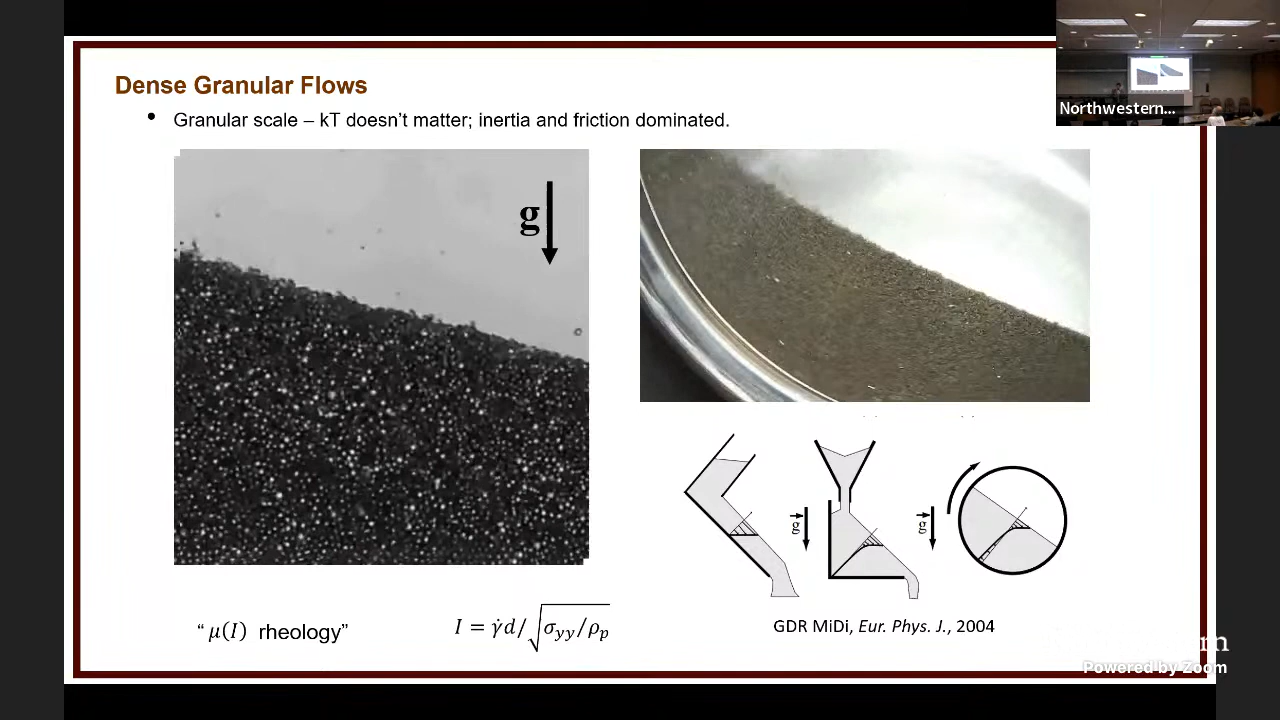 Dense Granular Flows
• Granular scale – kT doesn't matter; inertia and friction dominated.
g
g
g
"μ(I) rheology"
I = γ̇d/√σyy/ρp
GDR MiDi, Eur. Phys. J., 2004
Northwestern...
Powered by Zoom